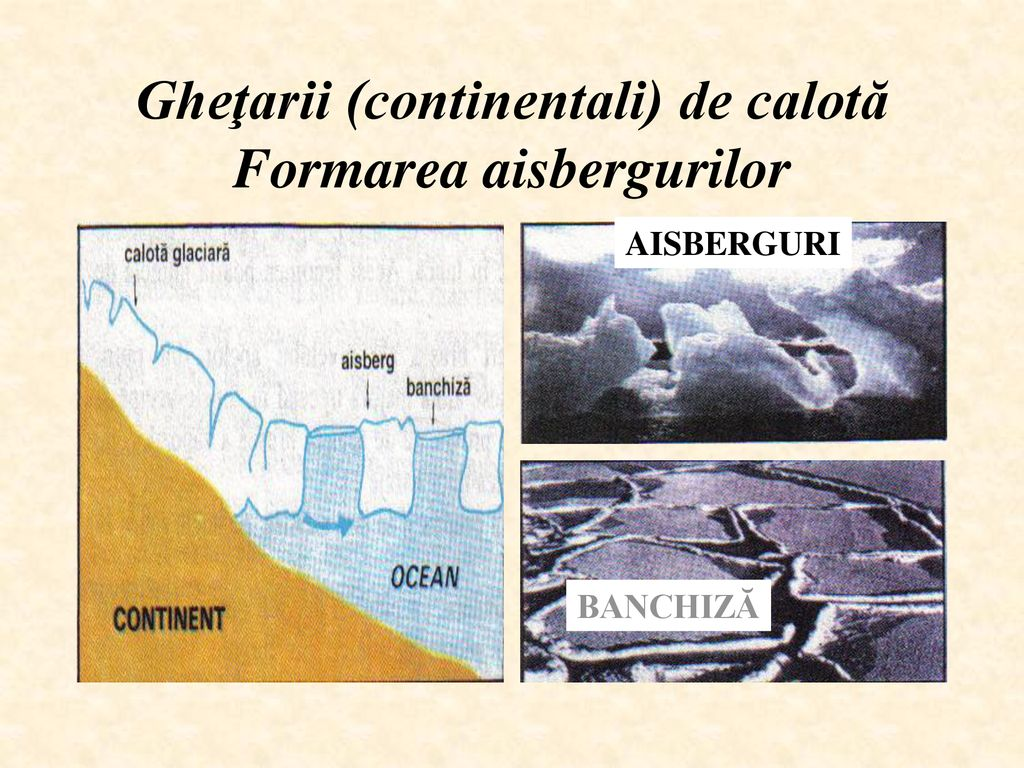 Gheţarii (continentali) de calotă
Formarea aisbergurilor
calotă glaciară
aisberg
banchiză
OCEAN
CONTINENT
AISBERGURI
BANCHIZĂ